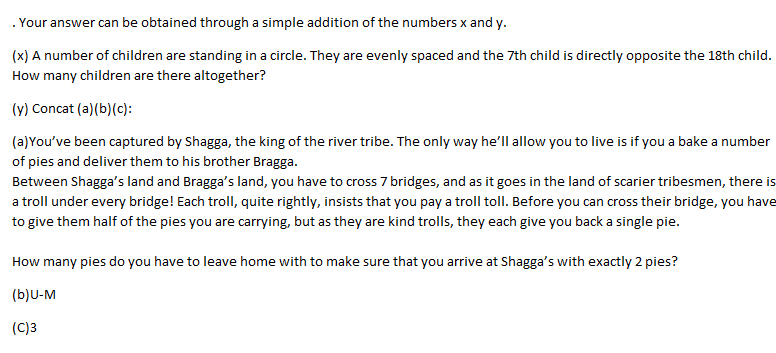 . Your answer can be obtained through a simple addition of the numbers x and y.
(x) A number of children are standing in a circle. They are evenly spaced and the 7th child is directly opposite the 18th child.
How many children are there altogether?
(y) Concat (a)(b)(c):
(a)You’ve been captured by Shagga, the king of the river tribe. The only way he’ll allow you to live is if you a bake a number
of pies and deliver them to his brother Bragga.
Between Shagga’s land and Bragga’s land, you have to cross 7 bridges, and as it goes in the land of scarier tribesmen, there is
a troll under every bridge! Each troll, quite rightly, insists that you pay a troll toll. Before you can cross their bridge, you have
to give them half of the pies you are carrying, but as they are kind trolls, they each give you back a single pie.
How many pies do you have to leave home with to make sure that you arrive at Shagga’s with exactly 2 pies?
(b)U-M
(C)3